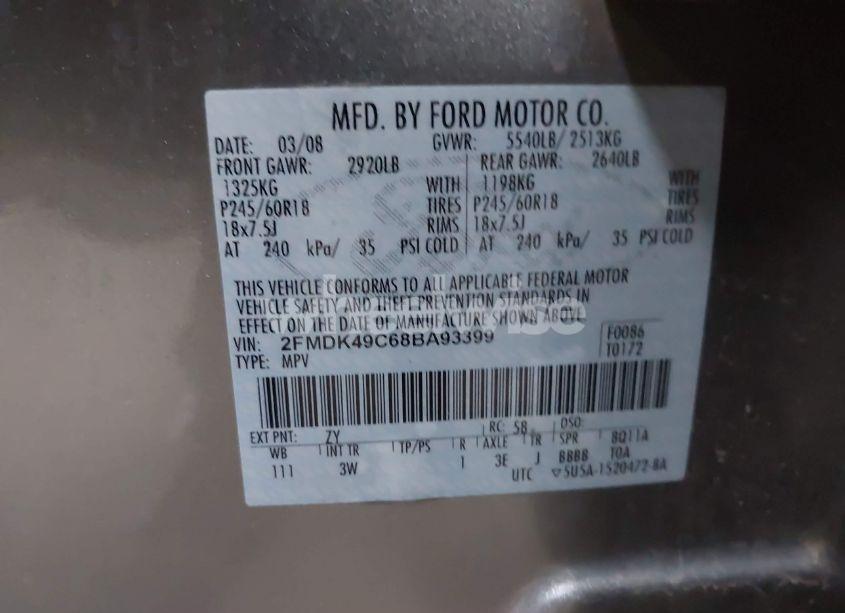 MFD. BY FORD MOTOR CO.
DATE: 03/08 GVWR: 5540LB/ 2513KG
FRONT GAWR: 2920LB REAR GAWR: 2640LB
1325KG WITH 1198KG WITH
P245/60R18 TIRES P245/60R18 TIRES
18x7.5J RIMS 18x7.5J RIMS
AT 240 kPa/ 35 PSI COLD AT 240 kPa/ 35 PSI COLD
THIS VEHICLE CONFORMS TO ALL APPLICABLE FEDERAL MOTOR
VEHICLE SAFETY AND THEFT PREVENTION STANDARDS IN
EFFECT ON THE DATE OF MANUFACTURE SHOWN ABOVE.
VIN: 2FMDK49C68BA93399 F0086
TYPE: MPV T0172
EXT PNT: ZY RC: 58 DSO:
WB INT TR TP/PS R AXLE TR SPR 8Q11A
111 3W 1 3E J BBBB TOA
UTC ▽5U5A-1520472-BA